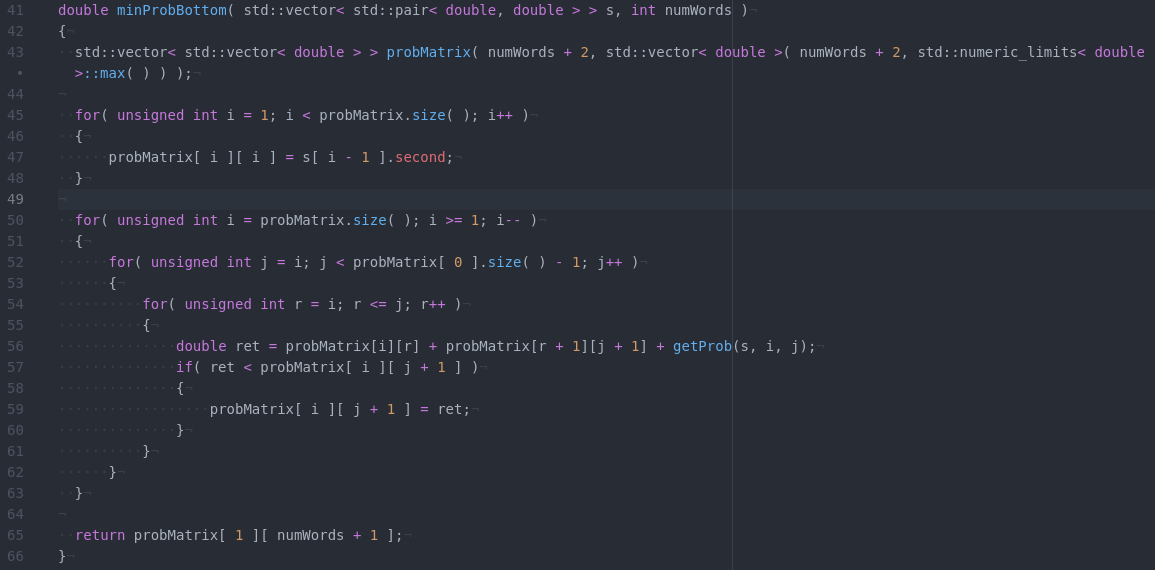 41 double minProbBottom( std::vector< std::pair< double, double > > s, int numWords )¬
42 {¬
43 ··std::vector< std::vector< double > > probMatrix( numWords + 2, std::vector< double >( numWords + 2, std::numeric_limits< double
• >::max( ) ) );¬
44 ¬
45 ··for( unsigned int i = 1; i < probMatrix.size( ); i++ )¬
46 ··{¬
47 ······probMatrix[ i ][ i ] = s[ i - 1 ].second;¬
48 ··}¬
49 ¬
50 ··for( unsigned int i = probMatrix.size( ); i >= 1; i-- )¬
51 ··{¬
52 ······for( unsigned int j = i; j < probMatrix[ 0 ].size( ) - 1; j++ )¬
53 ······{¬
54 ··········for( unsigned int r = i; r <= j; r++ )¬
55 ··········{¬
56 ··············double ret = probMatrix[i][r] + probMatrix[r + 1][j + 1] + getProb(s, i, j);¬
57 ··············if( ret < probMatrix[ i ][ j + 1 ] )¬
58 ··············{¬
59 ··················probMatrix[ i ][ j + 1 ] = ret;¬
60 ··············}¬
61 ··········}¬
62 ······}¬
63 ··}¬
64 ¬
65 ··return probMatrix[ 1 ][ numWords + 1 ];¬
66 }¬